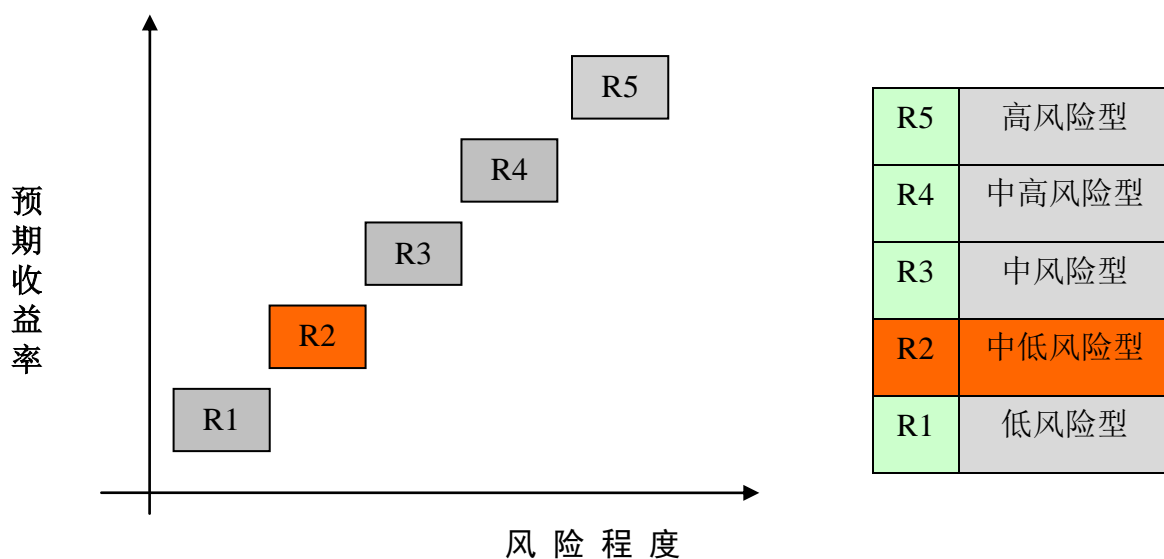 预期收益率
R5
R4
R3
R2
R1
风险程度
R5 高风险型
R4 中高风险型
R3 中风险型
R2 中低风险型
R1 低风险型